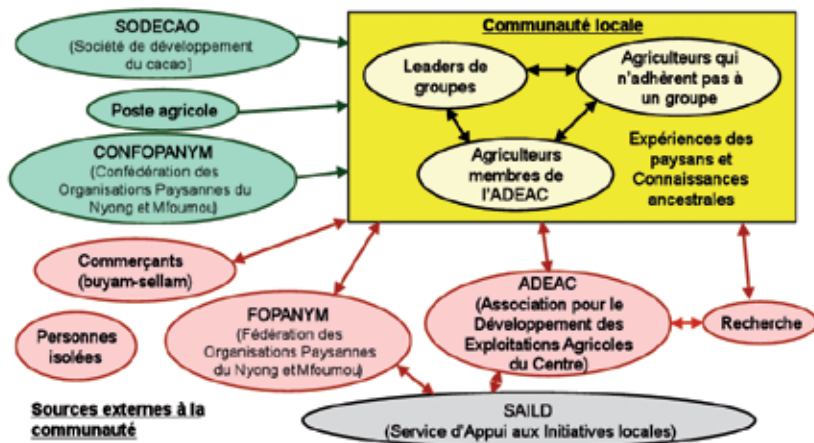 SODECAO
(Société de développement
du cacao)
Poste agricole
CONFOPANYM
(Confédération des
Organisations Paysannes du
Nyong et Mfoumou)
Communauté locale
Leaders de
groupes
Agriculteurs qui
n'adhèrent pas à
un groupe
Agriculteurs
membres de
l'ADEAC
Expériences des
paysans et
Connaissances
ancestrales
Commerçants
(buyam-sellam)
Personnes
isolées
FOPANYM
(Fédération des
Organisations Paysannes
du Nyong et Mfoumou)
ADEAC
(Association pour le
Développement des
Exploitations Agricoles
du Centre)
Recherche
Sources externes à la
communauté
SAILD
(Service d'Appui aux Initiatives locales)